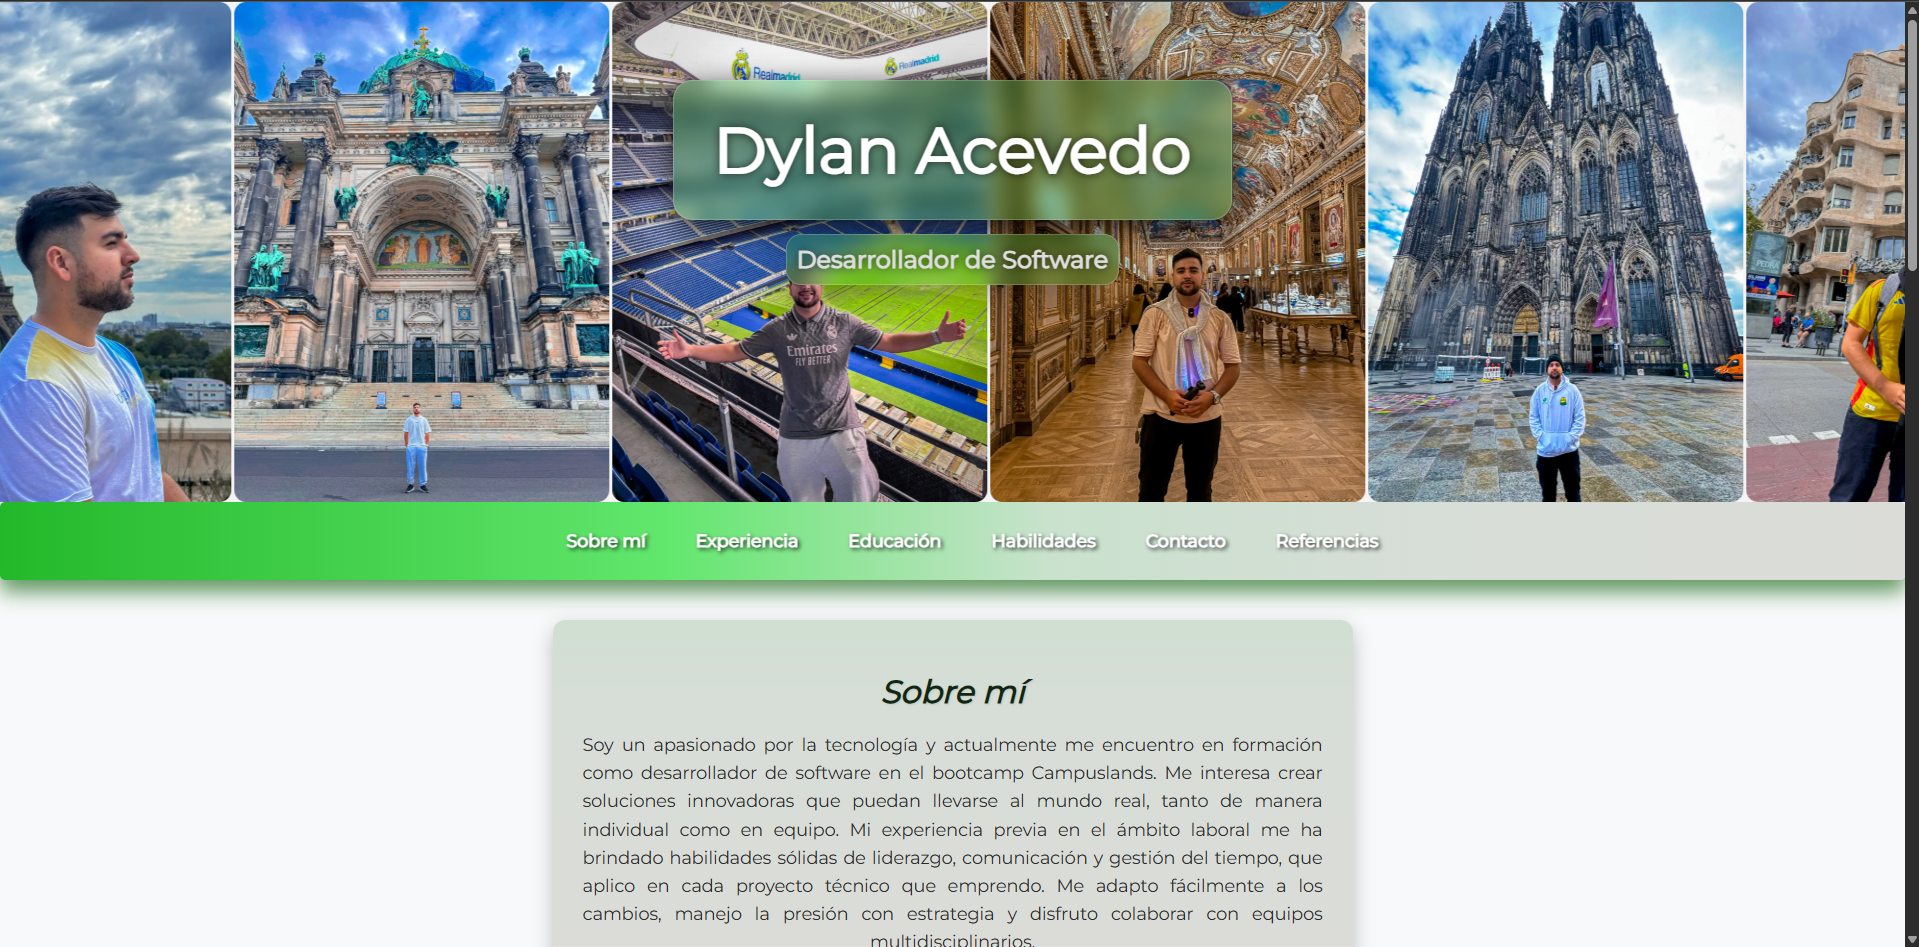 Realmadrid
Realmadrid
Dylan Acevedo
Desarrollador de Software
Emirates
FLY BETTER
Sobre mí
Experiencia
Educación
Habilidades
Contacto
Referencias
Sobre mí
Soy un apasionado por la tecnología y actualmente me encuentro en formación
como desarrollador de software en el bootcamp Campuslands. Me interesa crear
soluciones innovadoras que puedan llevarse al mundo real, tanto de manera
individual como en equipo. Mi experiencia previa en el ámbito laboral me ha
brindado habilidades sólidas de liderazgo, comunicación y gestión del tiempo, que
aplico en cada proyecto técnico que emprendo. Me adapto fácilmente a los
cambios, manejo la presión con estrategia y disfruto colaborar con equipos
multidisciplinarios.